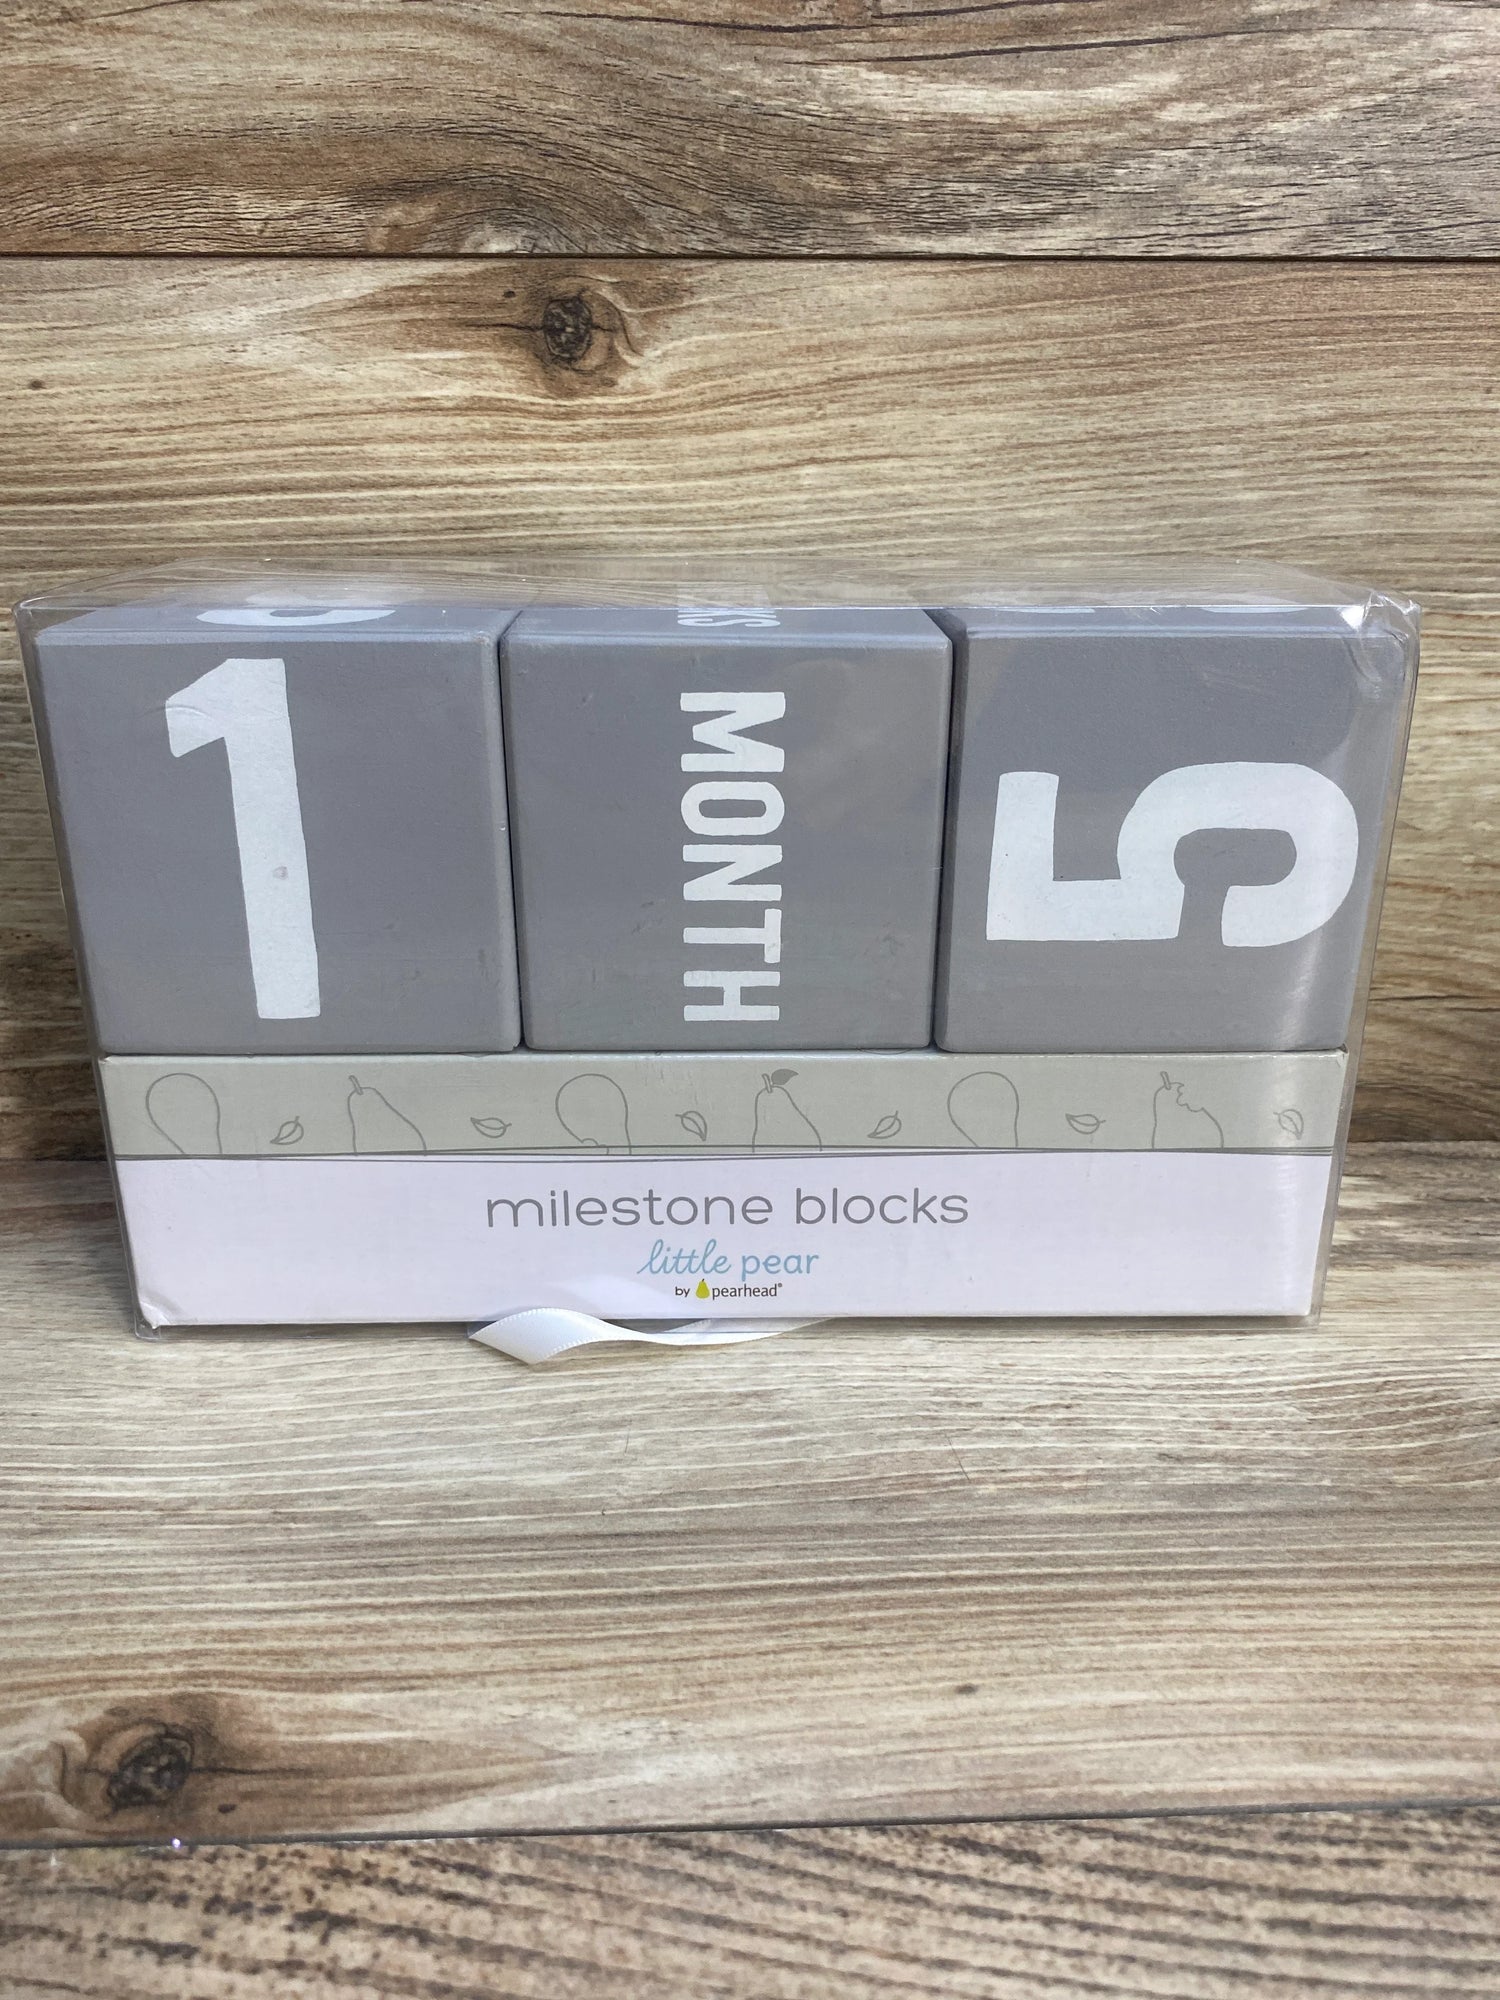 1
MONTH
5
milestone blocks
little pear
by pearhead®